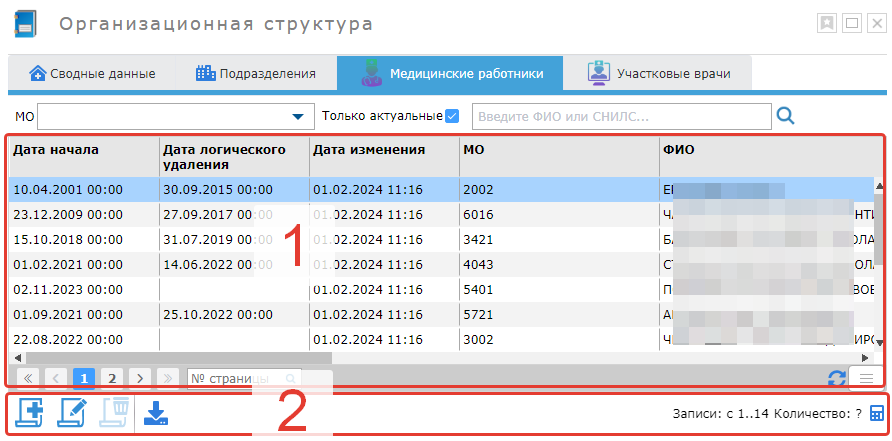 Организационная структура
Сводные данные Подразделения Медицинские работники Участковые врачи
МО Только актуальные Введите ФИО или СНИЛС...
Дата начала Дата логического удаления Дата изменения МО ФИО
10.04.2001 00:00 30.09.2015 00:00 01.02.2024 11:16 2002
23.12.2009 00:00 27.09.2017 00:00 01.02.2024 11:16 6016
15.10.2018 00:00 31.07.2019 00:00 01.02.2024 11:16 3421
01.02.2021 00:00 14.06.2022 00:00 01.02.2024 11:16 4043
02.11.2023 00:00 01.02.2024 11:16 5401
01.09.2021 00:00 25.10.2022 00:00 01.02.2024 11:16 5721
22.08.2022 00:00 01.02.2024 11:16 3002
1
« < 1 2 > » № страницы
2
Записи: с 1..14 Количество: ?